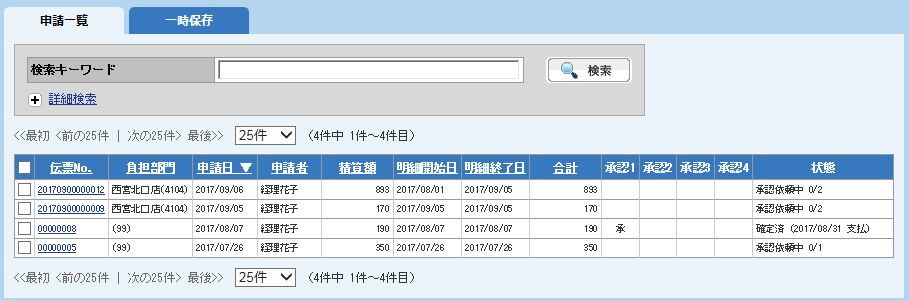 申請一覧 一時保存
検索キーワード 検索
詳細検索
<<最初 <前の25件 | 次の25件> 最後>> 25件 (4件中 1件～4件目)
伝票No. 負担部門 申請日▼ 申請者 精算額 明細開始日 明細終了日 合計 承認1 承認2 承認3 承認4 状態
20170900000012 西宮北口店(4104) 2017/09/06 経理花子 893 2017/08/01 2017/09/05 893 承認依頼中 0/2
20170900000009 西宮北口店(4104) 2017/09/05 経理花子 170 2017/09/05 2017/09/05 170 承認依頼中 0/2
00000008 (99) 2017/08/07 経理花子 190 2017/08/07 2017/08/07 190 承 確定済 (2017/08/31 支払)
00000005 (99) 2017/07/26 経理花子 350 2017/07/26 2017/07/26 350 承認依頼中 0/1
<<最初 <前の25件 | 次の25件> 最後>> 25件 (4件中 1件～4件目)